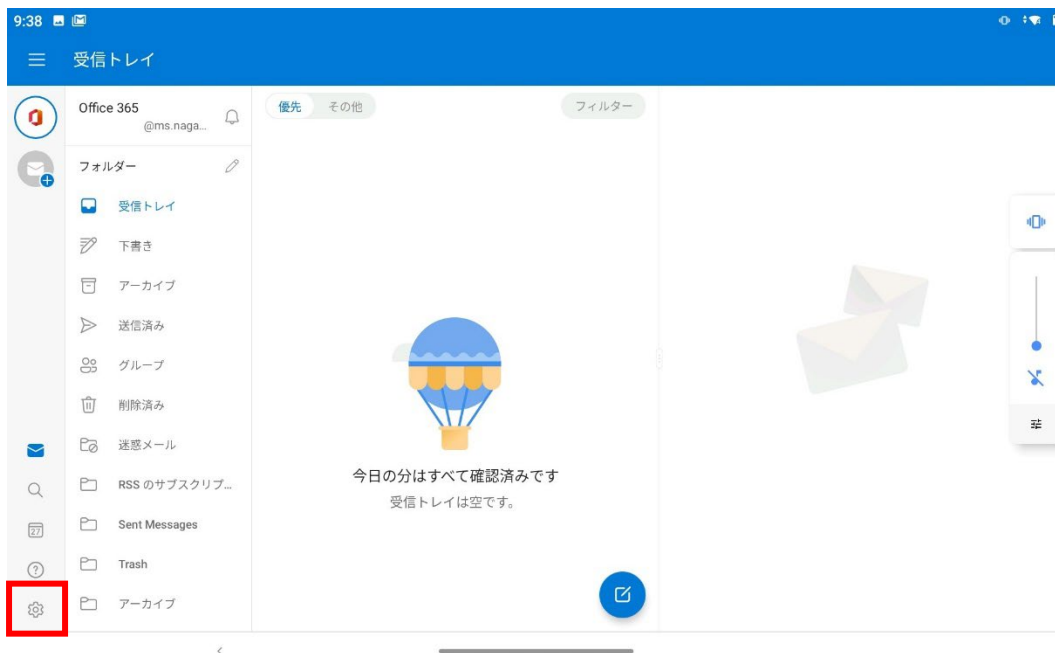 9:38
受信トレイ
Office 365
@ms.naga...
フォルダー
受信トレイ
下書き
アーカイブ
送信済み
グループ
削除済み
迷惑メール
RSS のサブスクリプ...
Sent Messages
Trash
アーカイブ
27
優先 その他 フィルター
今日の分はすべて確認済みです
受信トレイは空です。